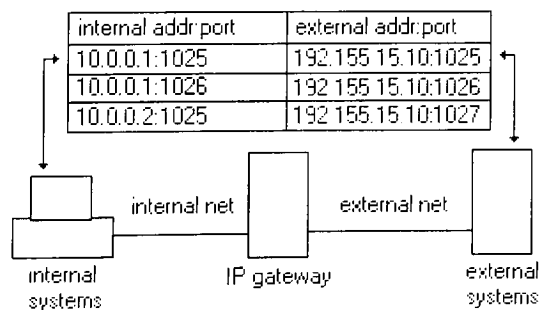 internal addr:port external addr:port
10.0.0.1:1025 192.155.15.10:1025
10.0.0.1:1026 192.155.15.10:1026
10.0.0.2:1025 192.155.15.10:1027
internal net external net
internal systems
IP gateway
external systems